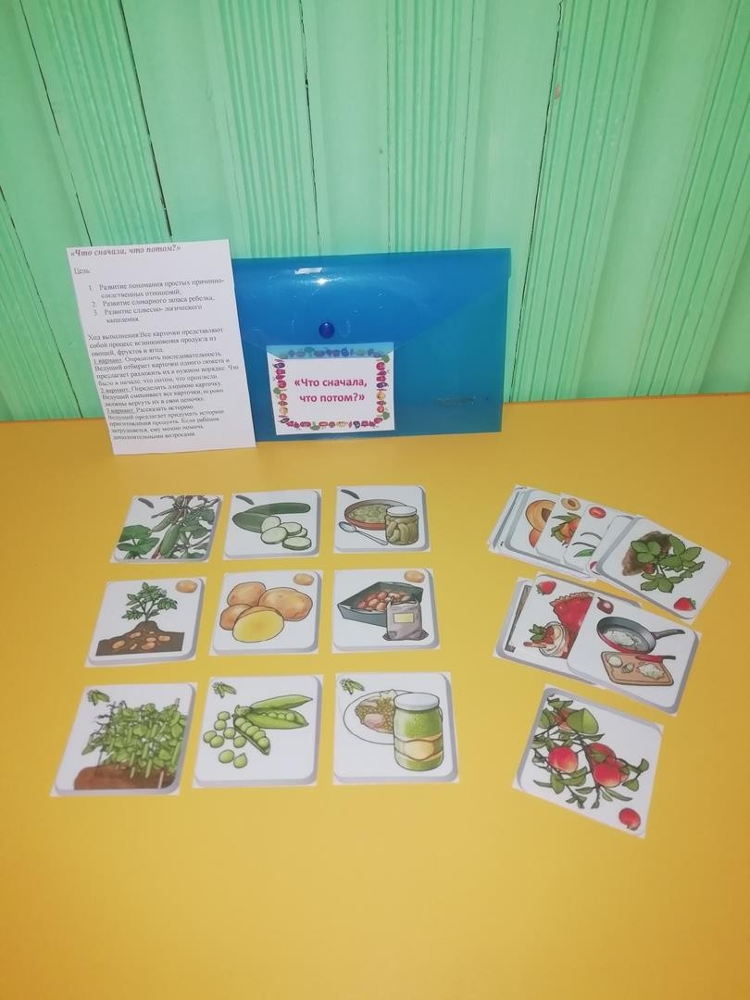 «Что сначала, что потом?»
Цель:
1. Развитие понимания простых причинно-
следственных отношений;
2. Развитие словарного запаса ребенка,
3. Развитие словесно- логического
мышления
Ход выполнения:Все карточки представляют
собой процесс возникновения продукта из
овощей, фруктов и ягод.
1 вариант. Определить последовательность.
Ведущий отбирает карточки одного сюжета и
предлагает разложить их в нужном порядке. Что
было в начале, что потом, что произвели.
2 вариант. Определить лишнюю карточку.
Ведущий смешивает все карточки, игроки
должны вернуть их в свои цепочки.
3 вариант. Рассказать историю.
Ведущий предлагает придумать историю
приготовления продукта. Если ребёнок
затрудняется, ему можно помочь
дополнительными вопросами.
«Что сначала,
что потом?»